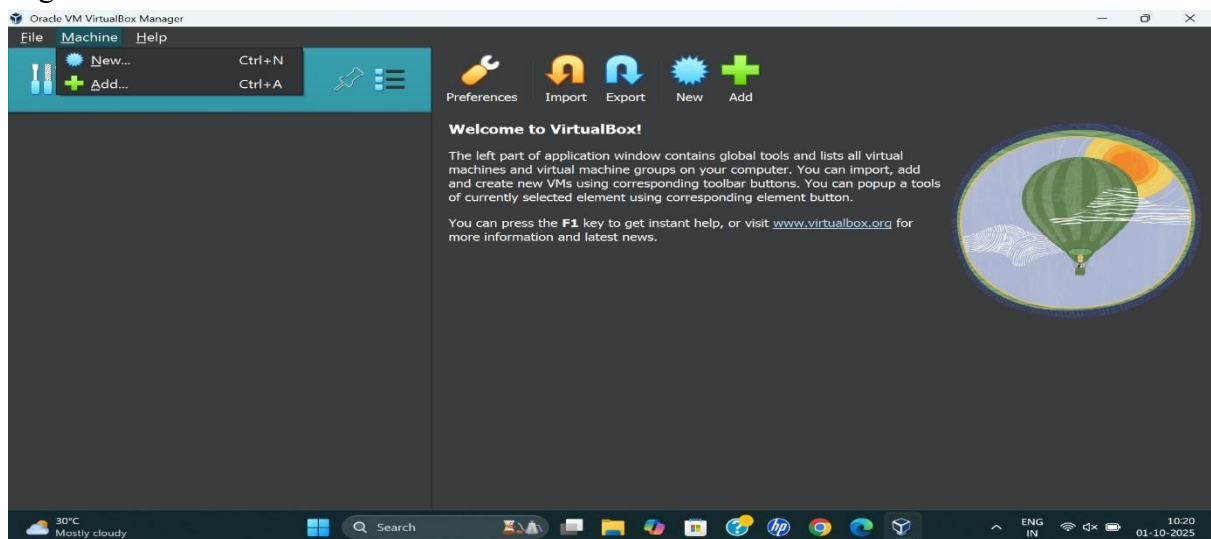 Oracle VM VirtualBox Manager
File Machine Help
New... Ctrl+N
Add... Ctrl+A
Preferences Import Export New Add
Welcome to VirtualBox!
The left part of application window contains global tools and lists all virtual
machines and virtual machine groups on your computer. You can import, add
and create new VMs using corresponding toolbar buttons. You can popup a tools
of currently selected element using corresponding element button.
You can press the F1 key to get instant help, or visit www.virtualbox.org for
more information and latest news.
30°C
Mostly cloudy
Search
hp
ENG
IN
10:20
01-10-2025